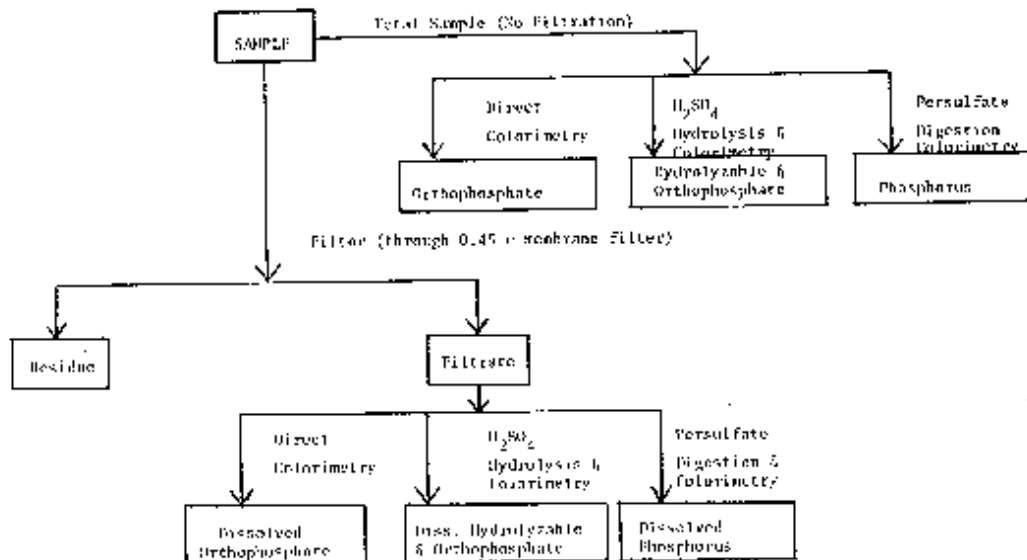 Total Sample (No Filtration)
SAMPLE
Direct
Colorimetry
H2SO4
Hydrolysis &
Colorimetry
Persulfate
Digestion
Colorimetry
Orthophosphate
Hydrolyzable &
Orthophosphate
Phosphorus
Filter (through 0.45 membrane filter)
Residue
Filtrate
Direct
Colorimetry
H2SO4
Hydrolysis &
Colorimetry
Persulfate
Digestion &
Colorimetry
Dissolved
Orthophosphate
Diss. Hydrolyzable
& Orthophosphate
Dissolved
Phosphorus